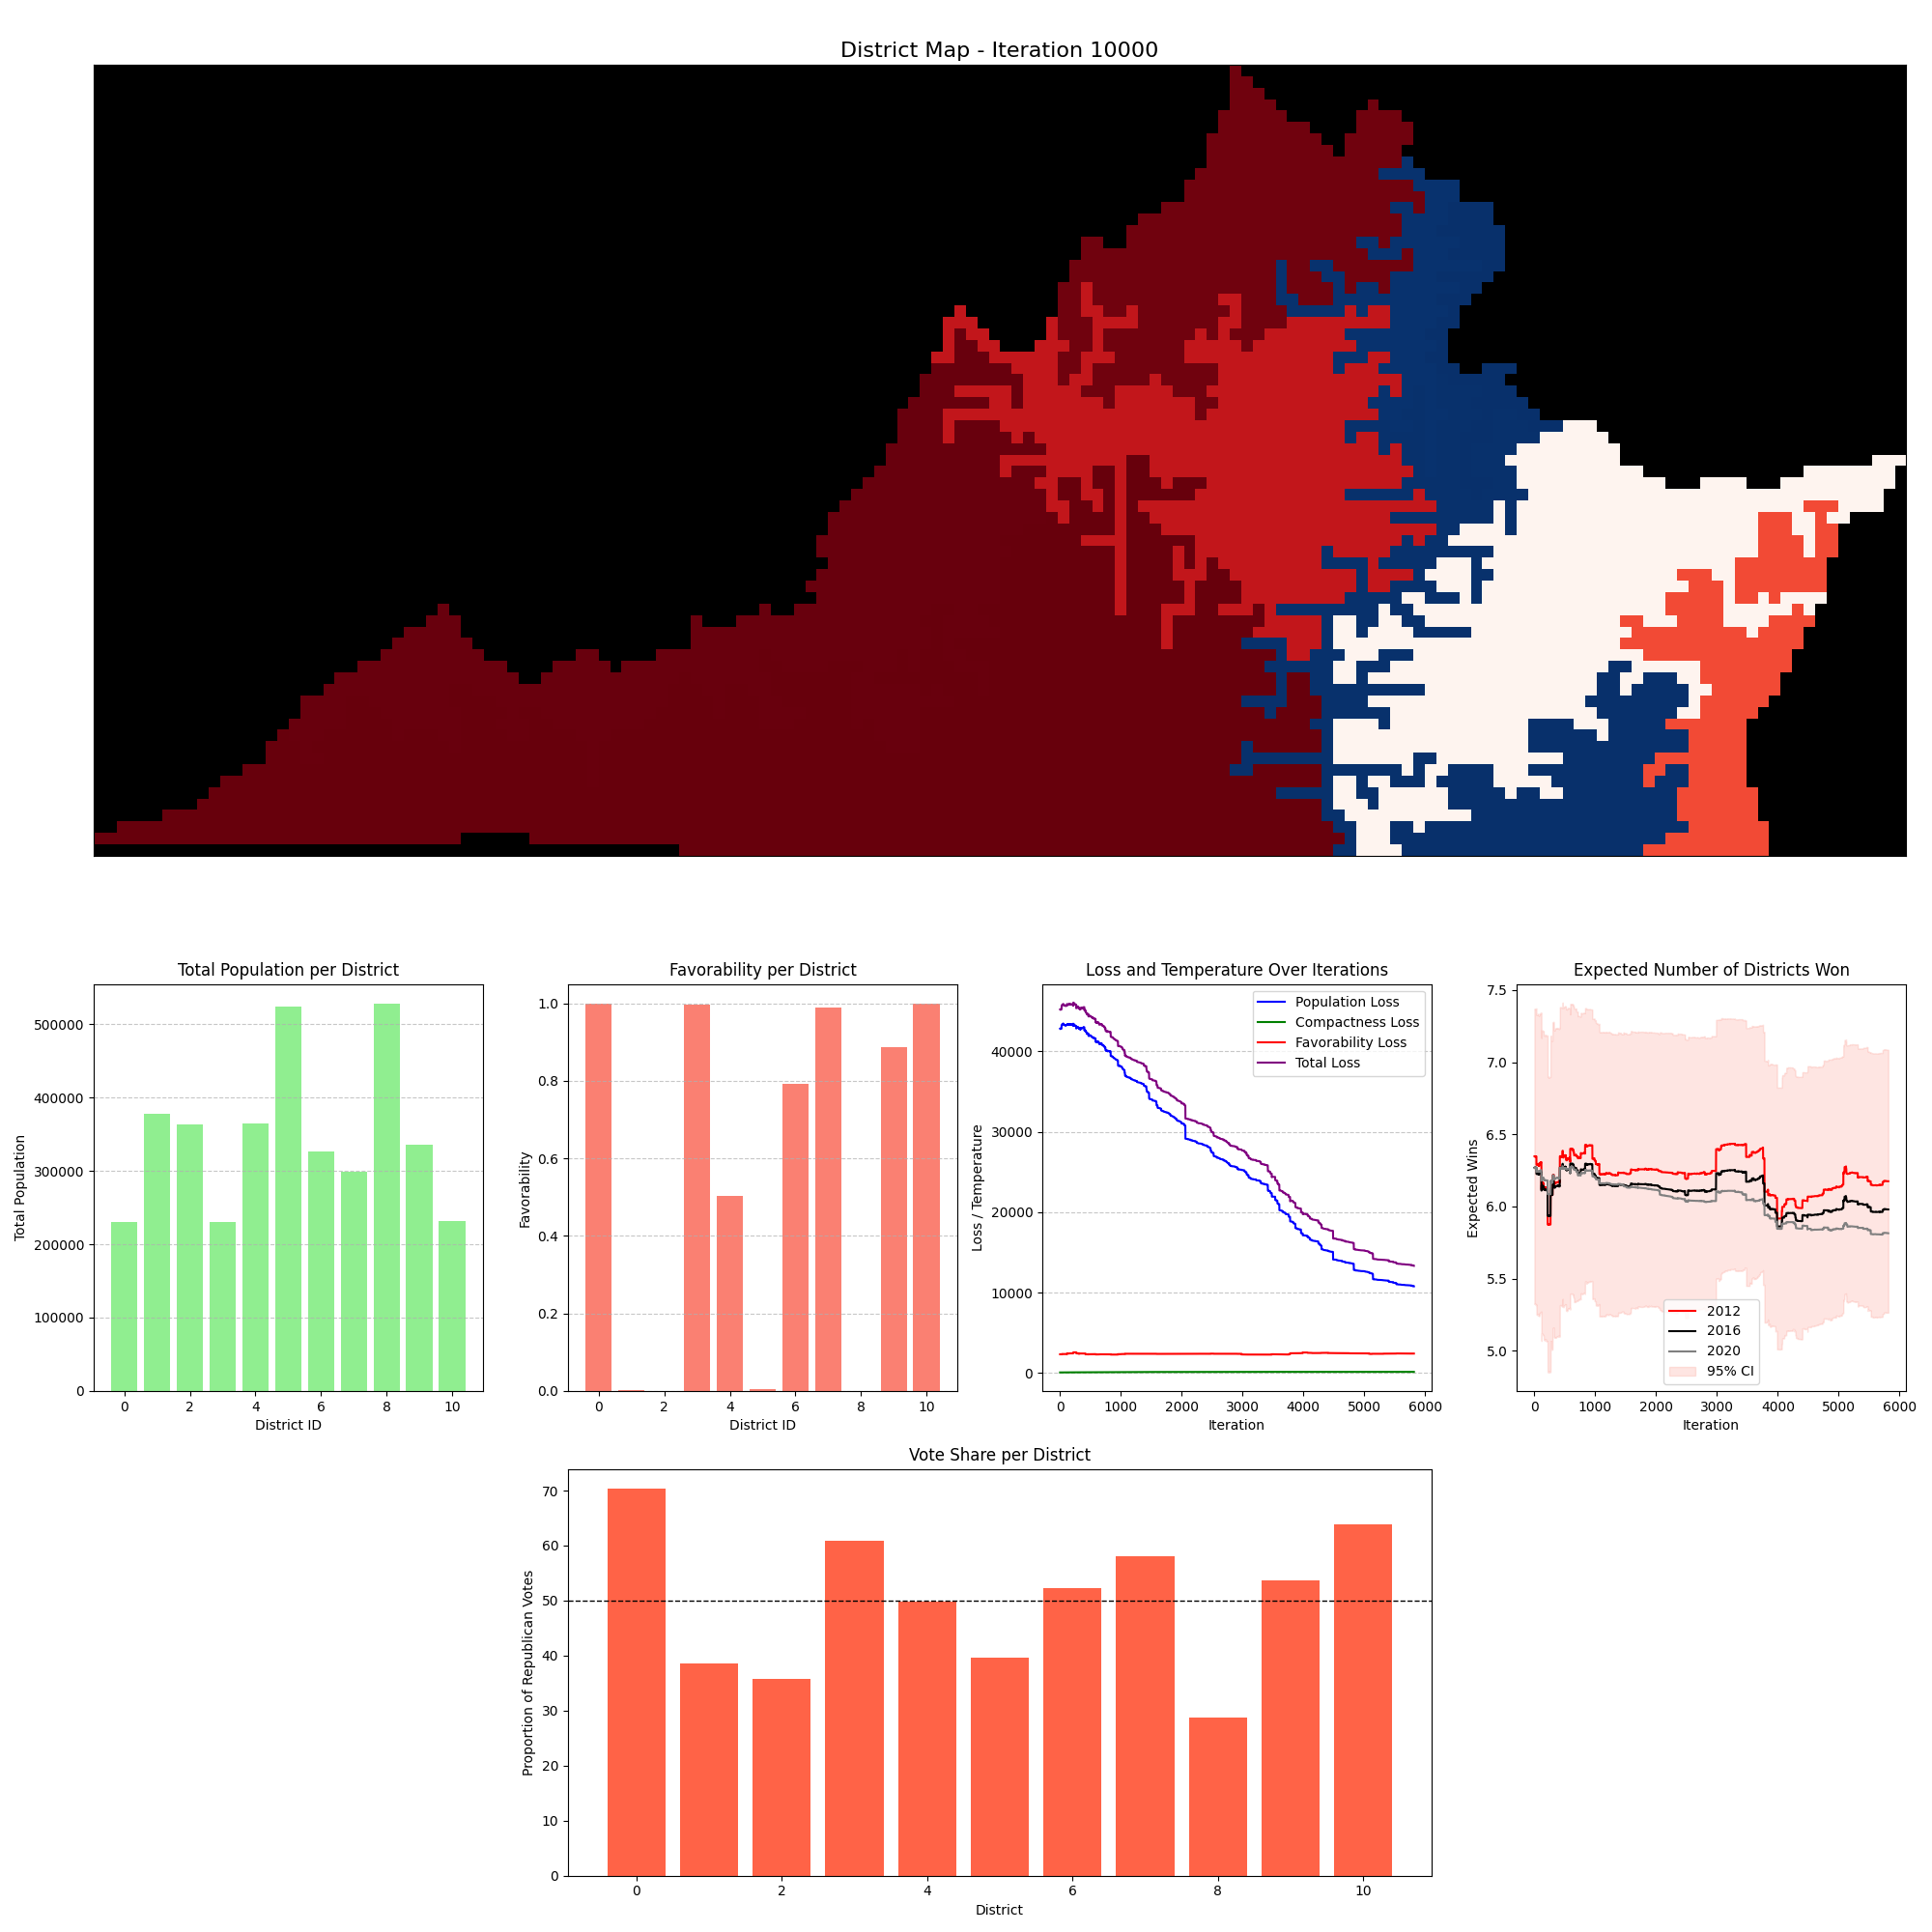 District Map - Iteration 10000
Total Population per District
Total Population
500000
400000
300000
200000
100000
0
0 2 4 6 8 10
District ID
Favorability per District
Favorability
1.0
0.8
0.6
0.4
0.2
0.0
0 2 4 6 8 10
District ID
Loss and Temperature Over Iterations
Loss / Temperature
40000
30000
20000
10000
0
Population Loss
Compactness Loss
Favorability Loss
Total Loss
0 1000 2000 3000 4000 5000 6000
Iteration
Expected Number of Districts Won
Expected Wins
7.5
7.0
6.5
6.0
5.5
5.0
2012
2016
2020
95% CI
0 1000 2000 3000 4000 5000 6000
Iteration
Vote Share per District
Proportion of Republican Votes
70
60
50
40
30
20
10
0
0 2 4 6 8 10
District